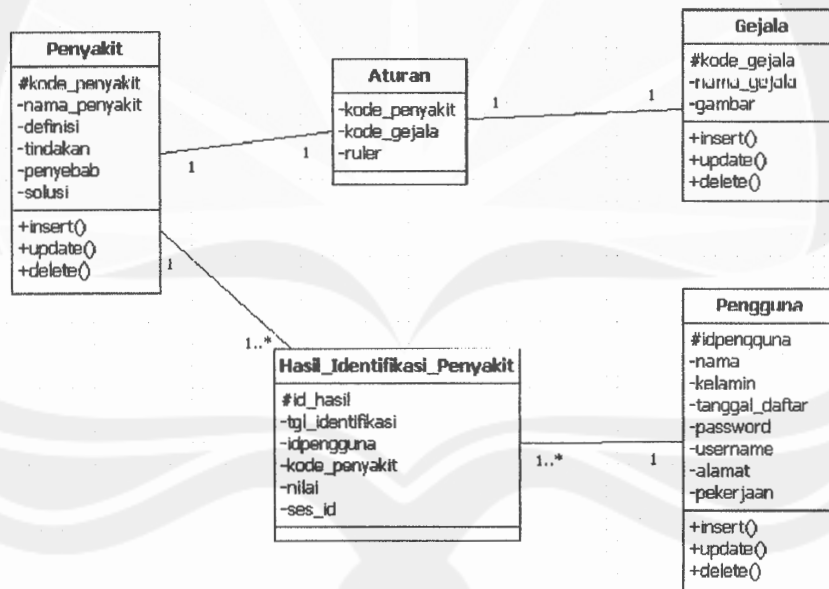 Penyakit
#kode_penyakit
-nama_penyakit
-definisi
-tindakan
-penyebab
-solusi
+insert()
+update()
+delete()
Aturan
-kode_penyakit
-kode_gejala
-ruler
Gejala
#kode_gejala
-nama_gejala
-gambar
+insert()
+update()
+delete()
1
1
1
1
1
1..*
Hasil_Identifikasi_Penyakit
#id_hasil
-tgl_identifikasi
-idpengguna
-kode_penyakit
-nilai
-ses_id
1..*
1
Pengguna
#idpengguna
-nama
-kelamin
-tanggal_daftar
-password
-username
-alamat
-pekerjaan
+insert()
+update()
+delete()